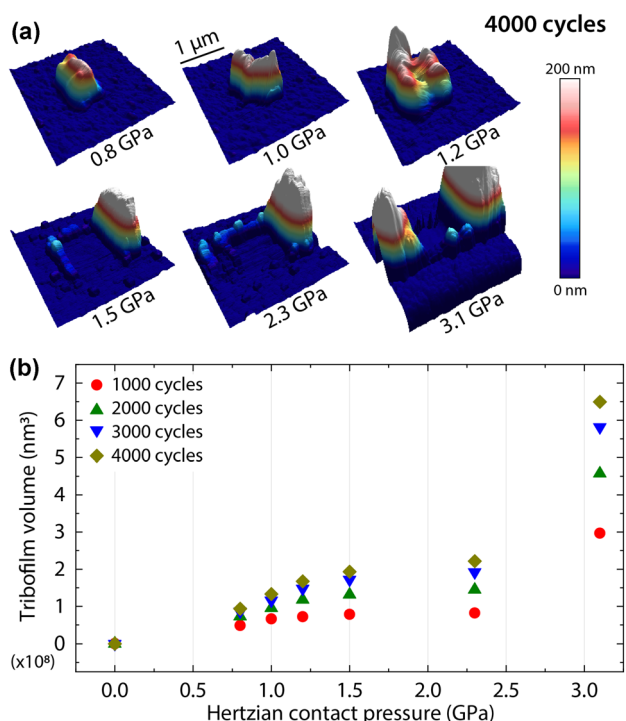 (a)
4000 cycles
1 μm
200 nm
0.8 GPa
1.0 GPa
1.2 GPa
1.5 GPa
2.3 GPa
3.1 GPa
0 nm
(b)
7
6
5
4
3
2
1
0
(x10⁸)
Tribofilm volume (nm³)
1000 cycles
2000 cycles
3000 cycles
4000 cycles
0.0 0.5 1.0 1.5 2.0 2.5 3.0
Hertzian contact pressure (GPa)